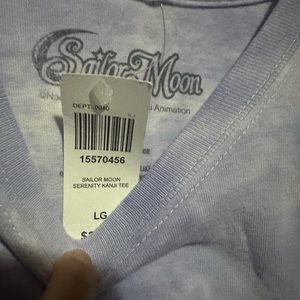 Sailor Moon
Animation
DEPT. 0040
15570456
SAILOR MOON
SERENITY KANJI TEE
LG
$